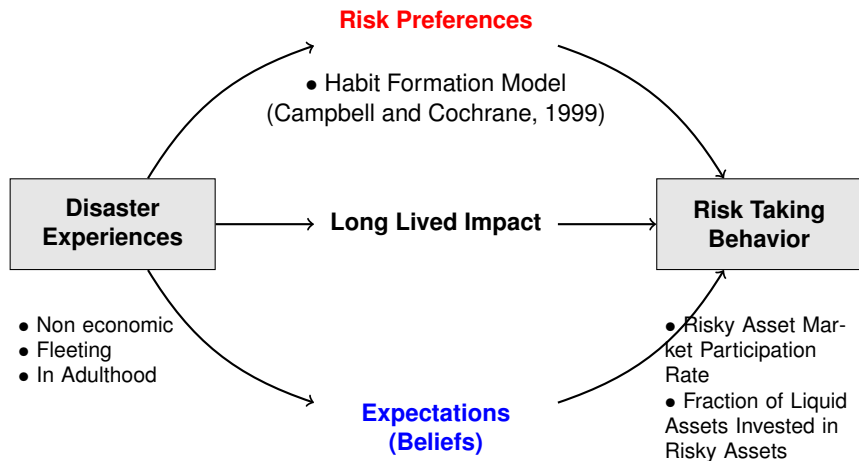 Risk Preferences
• Habit Formation Model
(Campbell and Cochrane, 1999)
Disaster
Experiences
Long Lived Impact
Risk Taking
Behavior
• Non economic
• Fleeting
• In Adulthood
• Risky Asset Mar-
ket Participation
Rate
• Fraction of Liquid
Assets Invested in
Risky Assets
Expectations
(Beliefs)